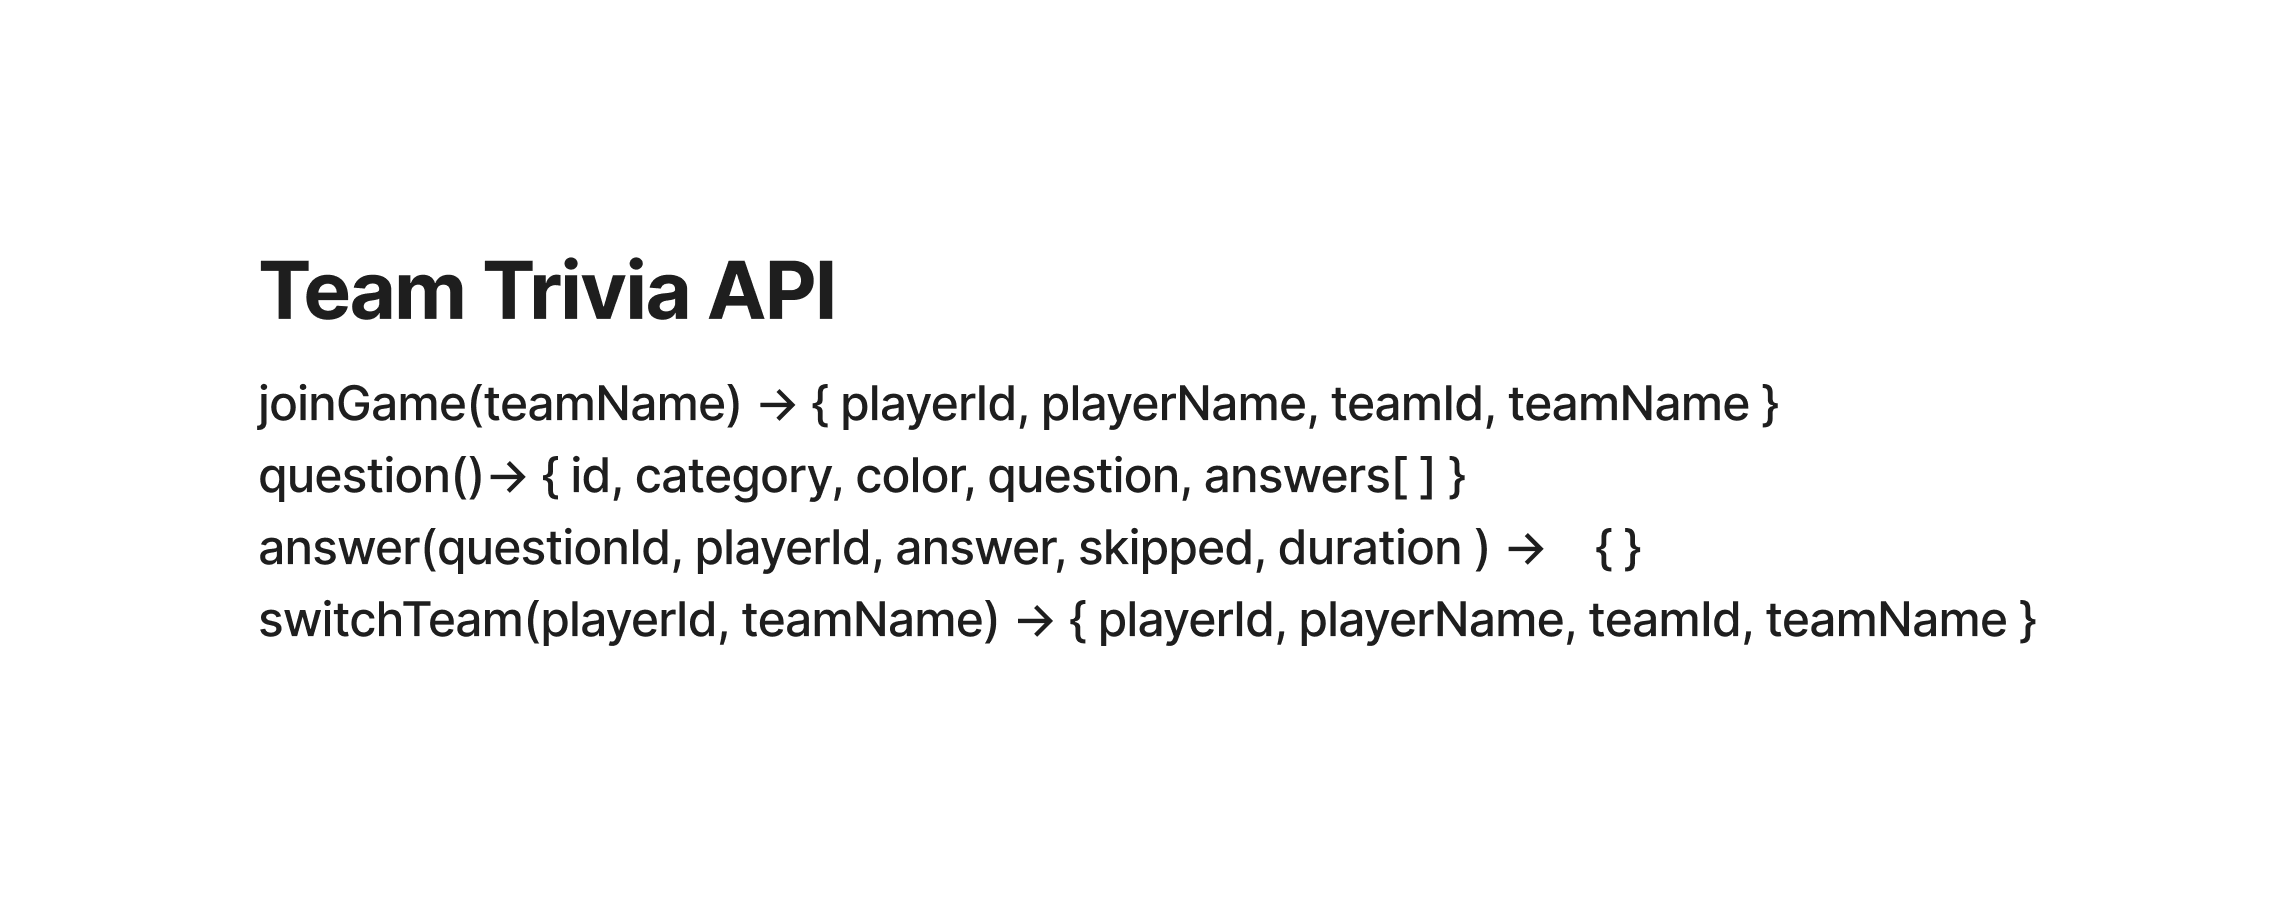 Team Trivia API
joinGame(teamName) → { playerId, playerName, teamId, teamName }
question()→ { id, category, color, question, answers[ ] }
answer(questionId, playerId, answer, skipped, duration ) → { }
switchTeam(playerId, teamName) → { playerId, playerName, teamId, teamName }